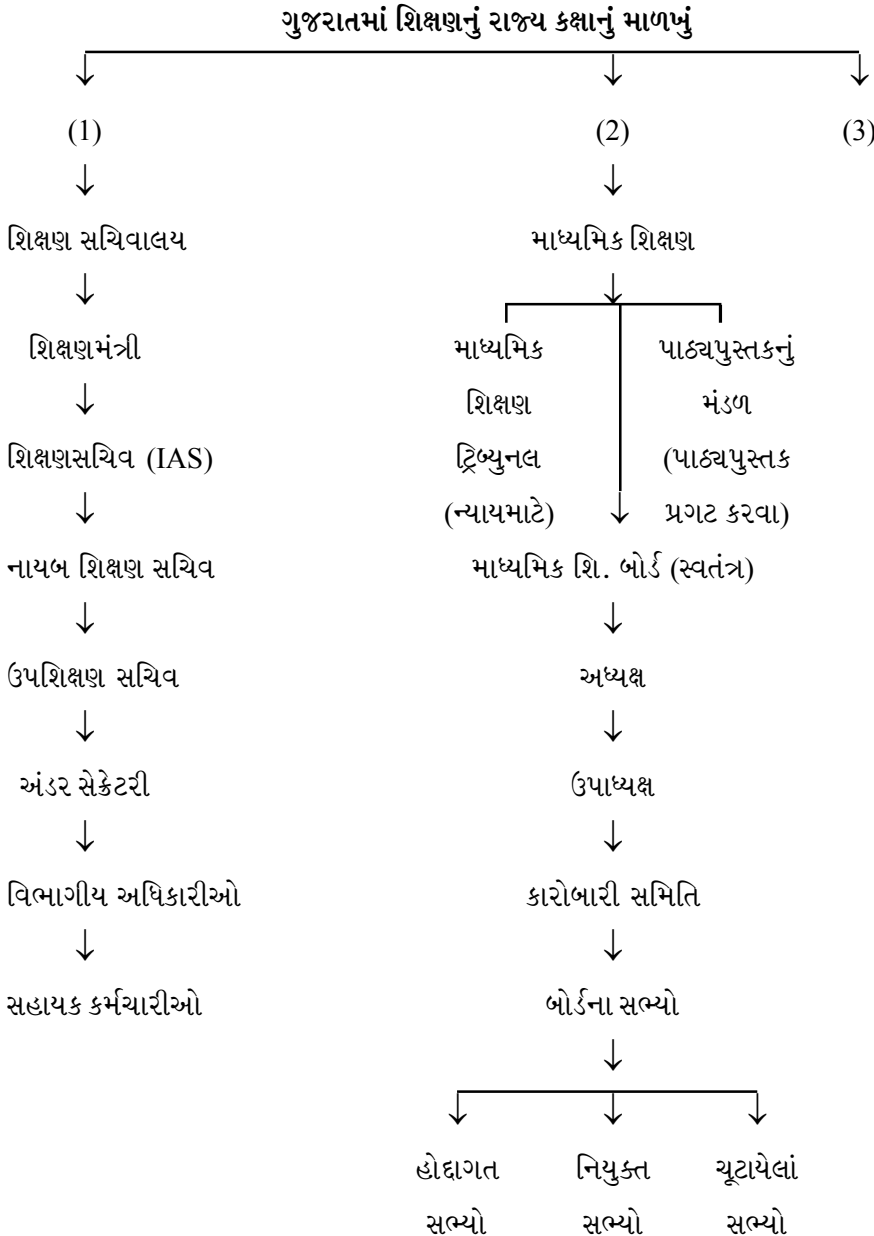 ગુજરાતમાં શિક્ષણનું રાજ્ય કક્ષાનું માળખું
(1) (2) (3)
શિક્ષણ સચિવાલય માધ્યમિક શિક્ષણ
શિક્ષણમંત્રી માધ્યમિક પાઠ્યપુસ્તકનું
શિક્ષણ મંડળ
શિક્ષણસચિવ (IAS) ટ્રિબ્યુનલ (પાઠ્યપુસ્તક
(ન્યાયમાટે) પ્રગટ કરવા)
નાયબ શિક્ષણ સચિવ માધ્યમિક શિ. બોર્ડ (સ્વતંત્ર)
ઉપશિક્ષણ સચિવ અધ્યક્ષ
અંડર સેક્રેટરી ઉપાધ્યક્ષ
વિભાગીય અધિકારીઓ કારોબારી સમિતિ
સહાયક કર્મચારીઓ બોર્ડના સભ્યો
હોદ્દાગત નિયુક્ત ચૂટાયેલાં
સભ્યો સભ્યો સભ્યો